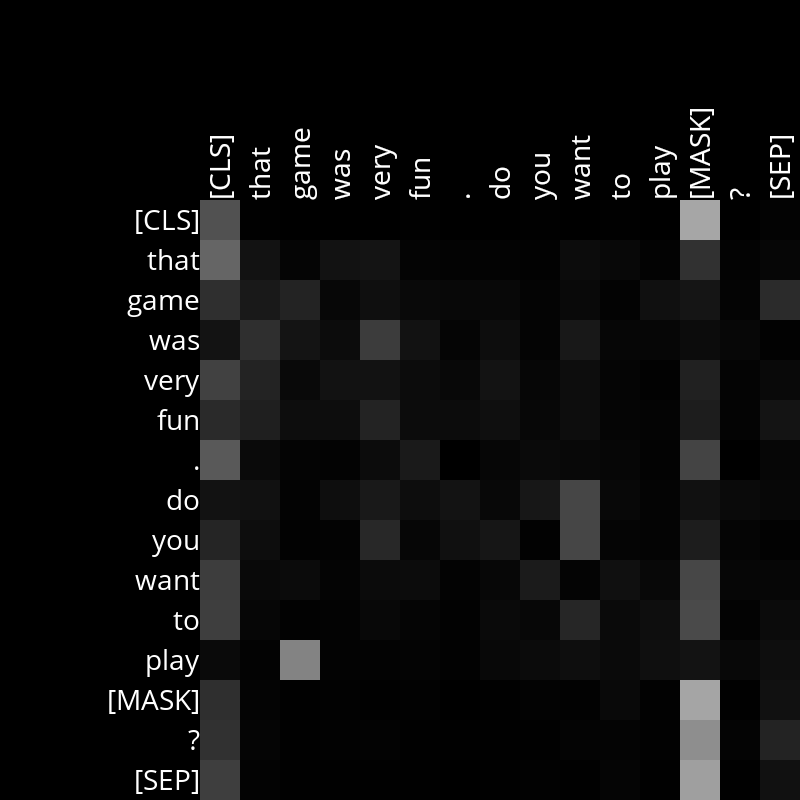 [CLS] that game was very fun . do you want to play [MASK] ? [SEP]
[CLS]
that
game
was
very
fun
.
do
you
want
to
play
[MASK]
?
[SEP]